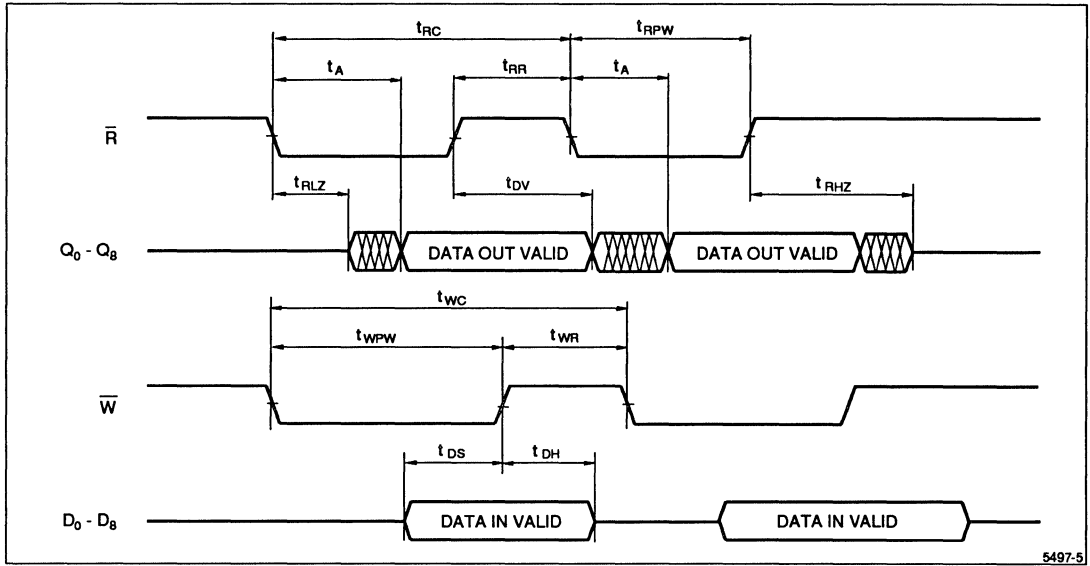 tRC tRPW
tA tRR tA
R̅
tRLZ tDV tRHZ
Q0 - Q8 DATA OUT VALID DATA OUT VALID
tWC
tWPW tWR
W̅
tDS tDH
D0 - D8 DATA IN VALID DATA IN VALID
5497-5